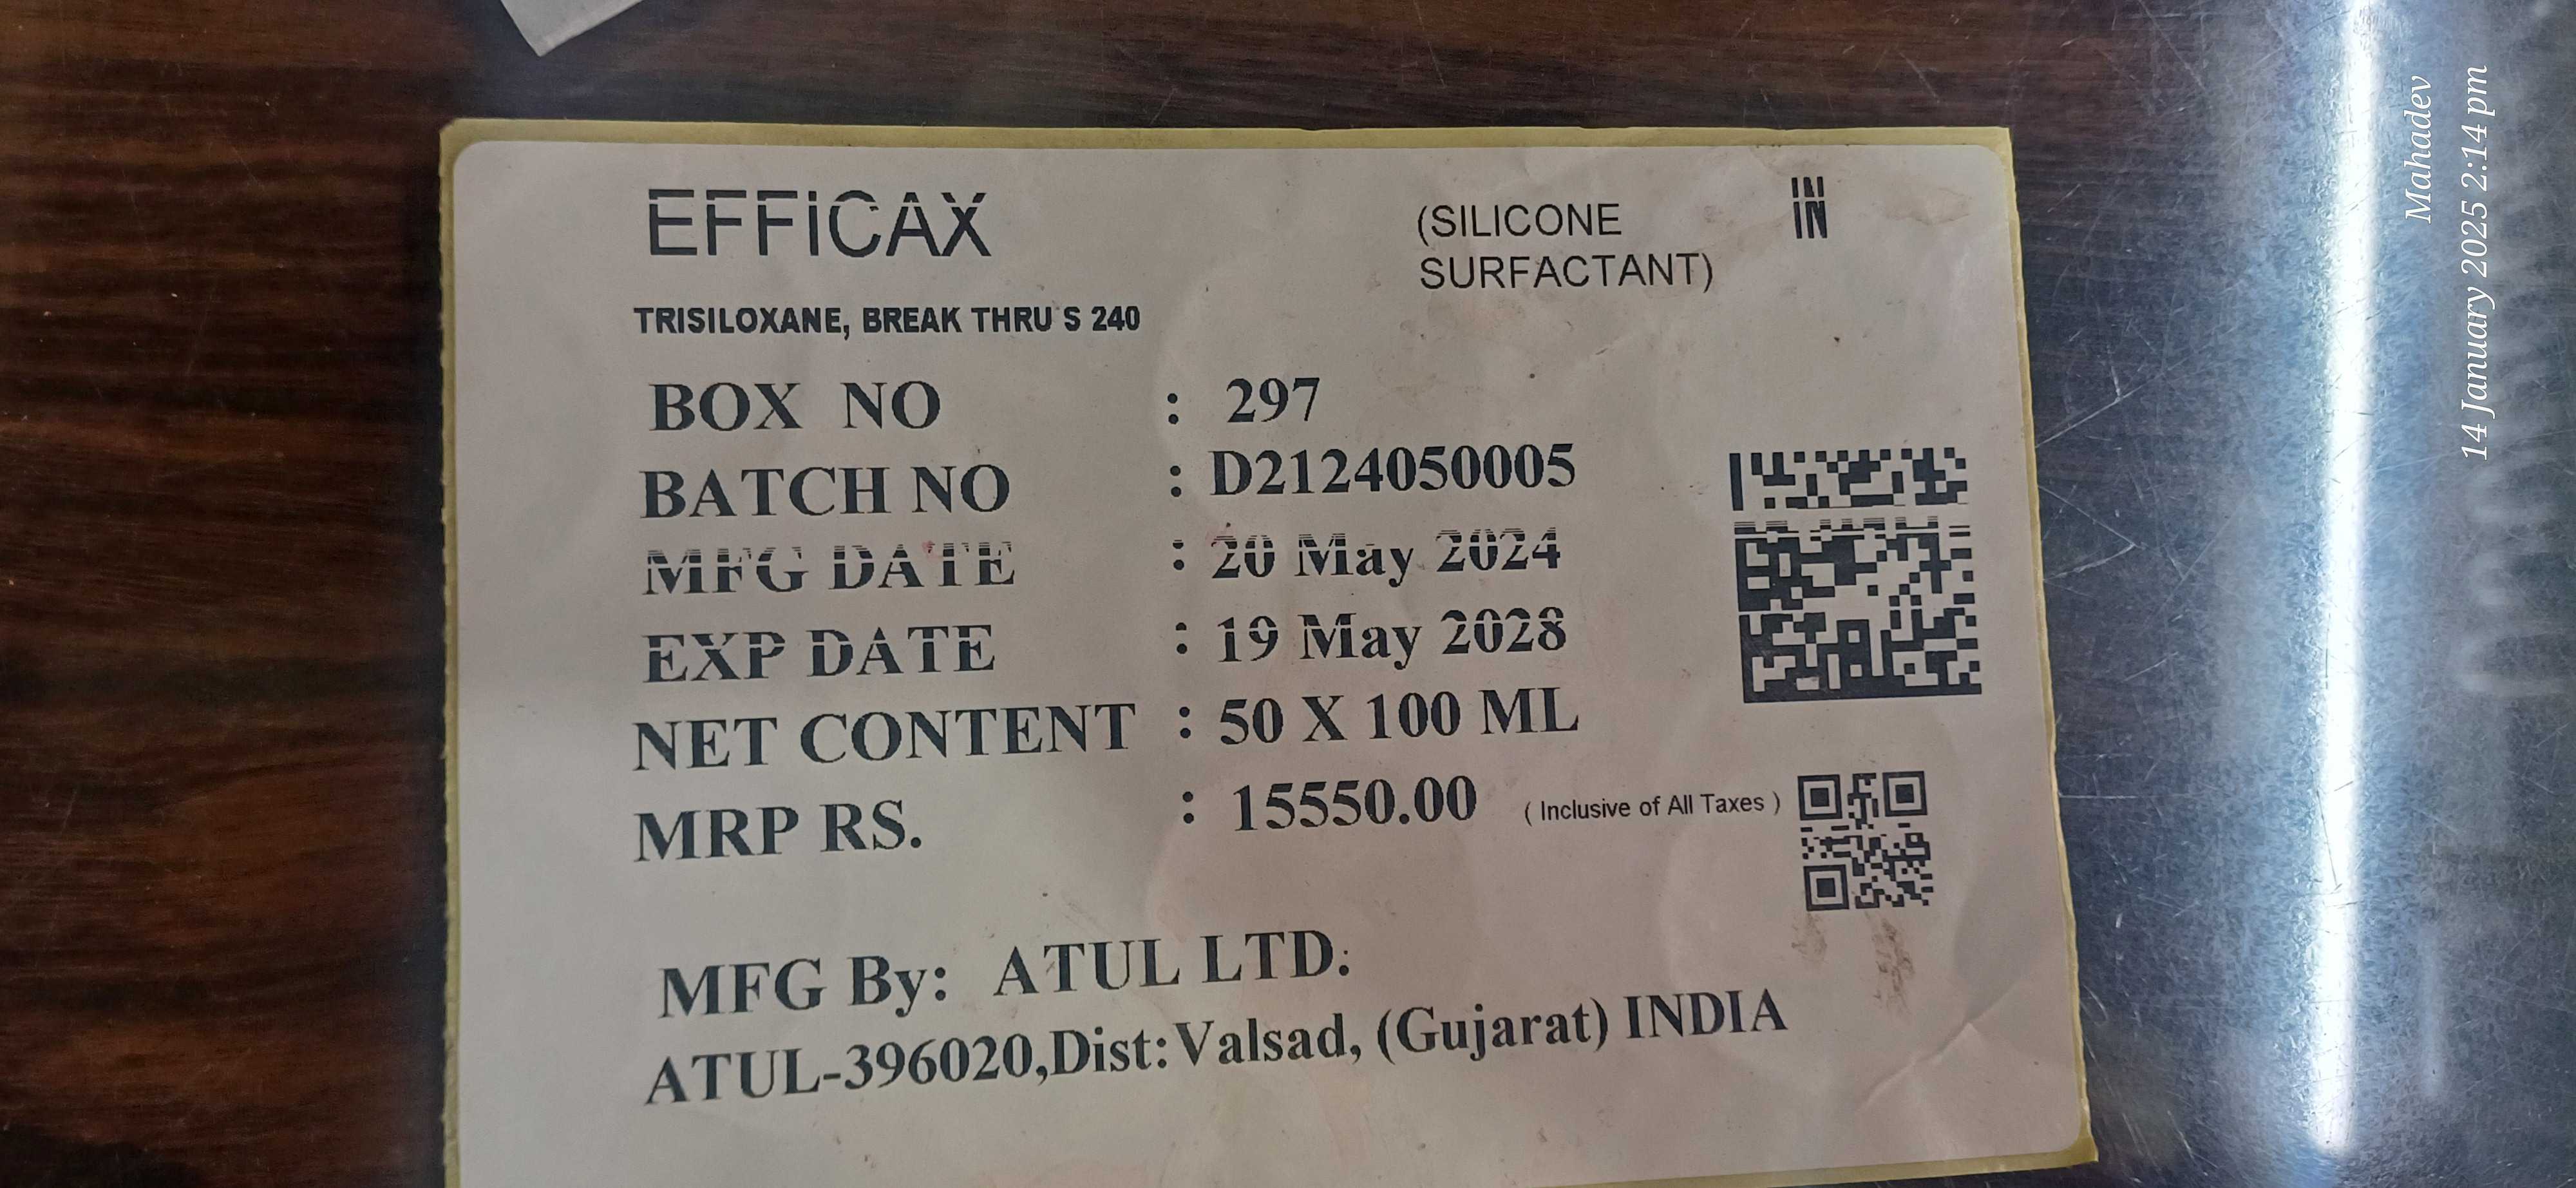 EFFiCAX
(SILICONE
SURFACTANT)
IN
TRISILOXANE, BREAK THRU S 240
BOX NO : 297
BATCH NO : D2124050005
MFG DATE : 20 May 2024
EXP DATE : 19 May 2028
NET CONTENT : 50 X 100 ML
MRP RS. : 15550.00 ( Inclusive of All Taxes )
MFG By: ATUL LTD.
ATUL-396020,Dist:Valsad, (Gujarat) INDIA
Mahadev
14 January 2025 2:14 pm